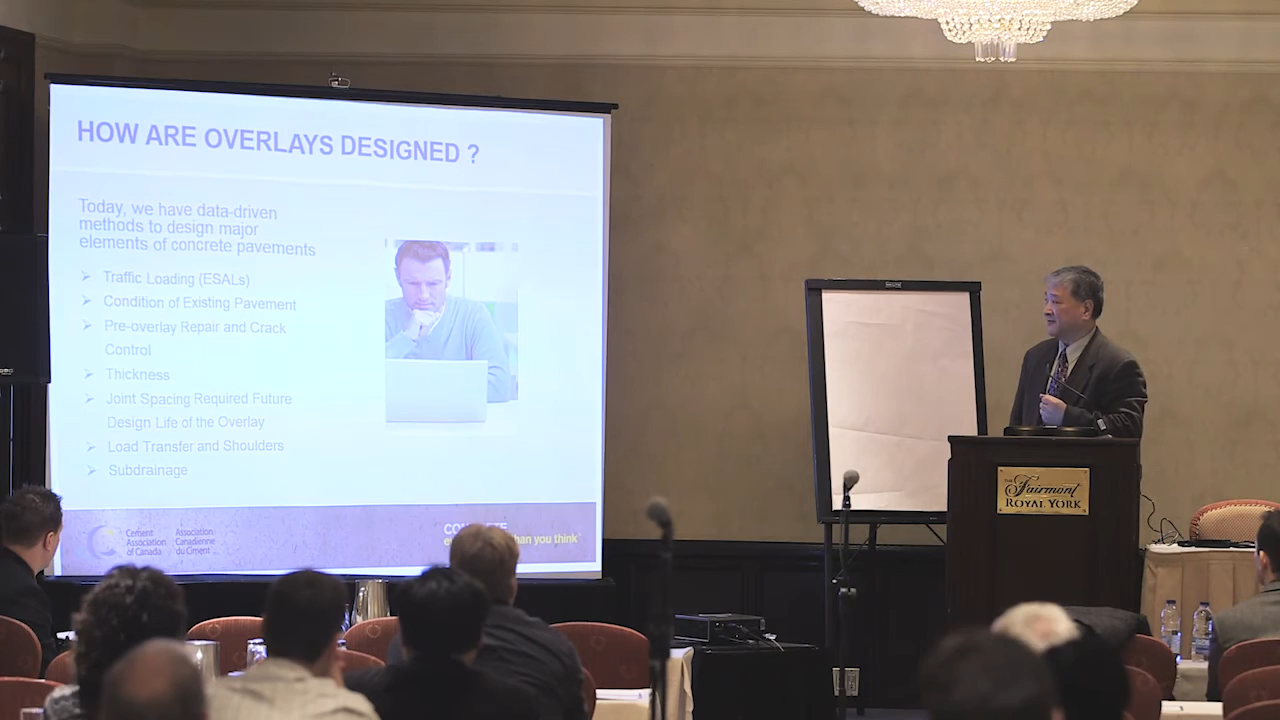 HOW ARE OVERLAYS DESIGNED ?
Today, we have data-driven
methods to design major
elements of concrete pavements
Traffic Loading (ESALs)
Condition of Existing Pavement
Pre-overlay Repair and Crack
Control
Thickness
Joint Spacing Required Future
Design Life of the Overlay
Load Transfer and Shoulders
Subdrainage
Cement
Association
of Canada
Association
Canadienne
du Ciment
than you think
THE
Fairmont
ROYAL YORK